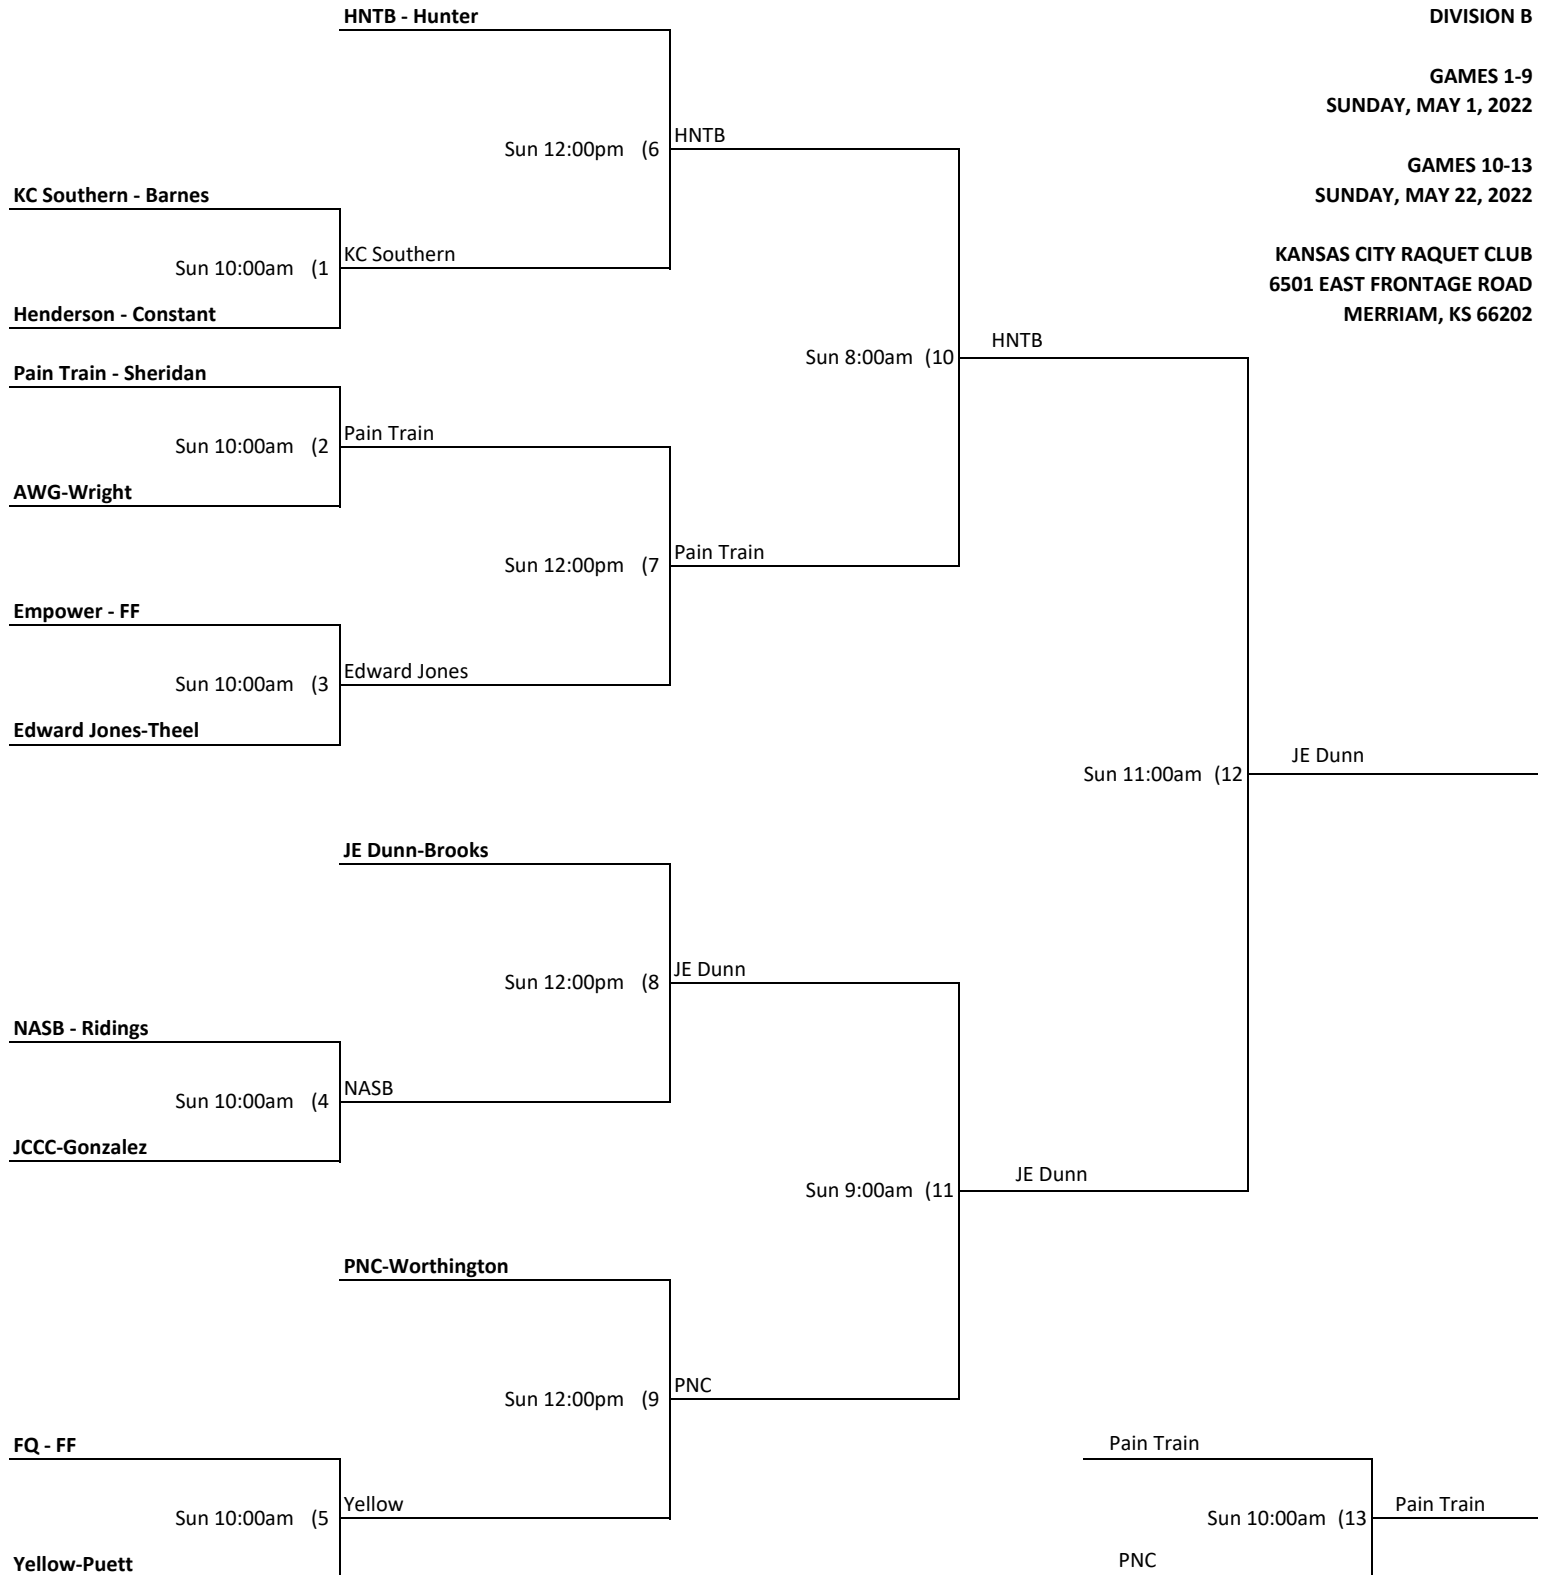 HNTB - Hunter
DIVISION B
GAMES 1-9
SUNDAY, MAY 1, 2022
HNTB
Sun 12:00pm (6
GAMES 10-13
KC Southern - Barnes
SUNDAY, MAY 22, 2022
KC Southern
KANSAS CITY RAQUET CLUB
Sun 10:00am (1
6501 EAST FRONTAGE ROAD
Henderson - Constant
MERRIAM, KS 66202
HNTB
Sun 8:00am (10
Pain Train - Sheridan
Pain Train
Sun 10:00am (2
AWG-Wright
Pain Train
Sun 12:00pm (7
Empower - FF
Edward Jones
Sun 10:00am (3
Edward Jones-Theel
JE Dunn
Sun 11:00am (12
JE Dunn-Brooks
JE Dunn
Sun 12:00pm (8
NASB - Ridings
NASB
Sun 10:00am (4
JCCC-Gonzalez
JE Dunn
Sun 9:00am (11
PNC-Worthington
PNC
Sun 12:00pm (9
FQ - FF
Pain Train
Yellow
Pain Train
Sun 10:00am (5
Sun 10:00am (13
Yellow-Puett
PNC